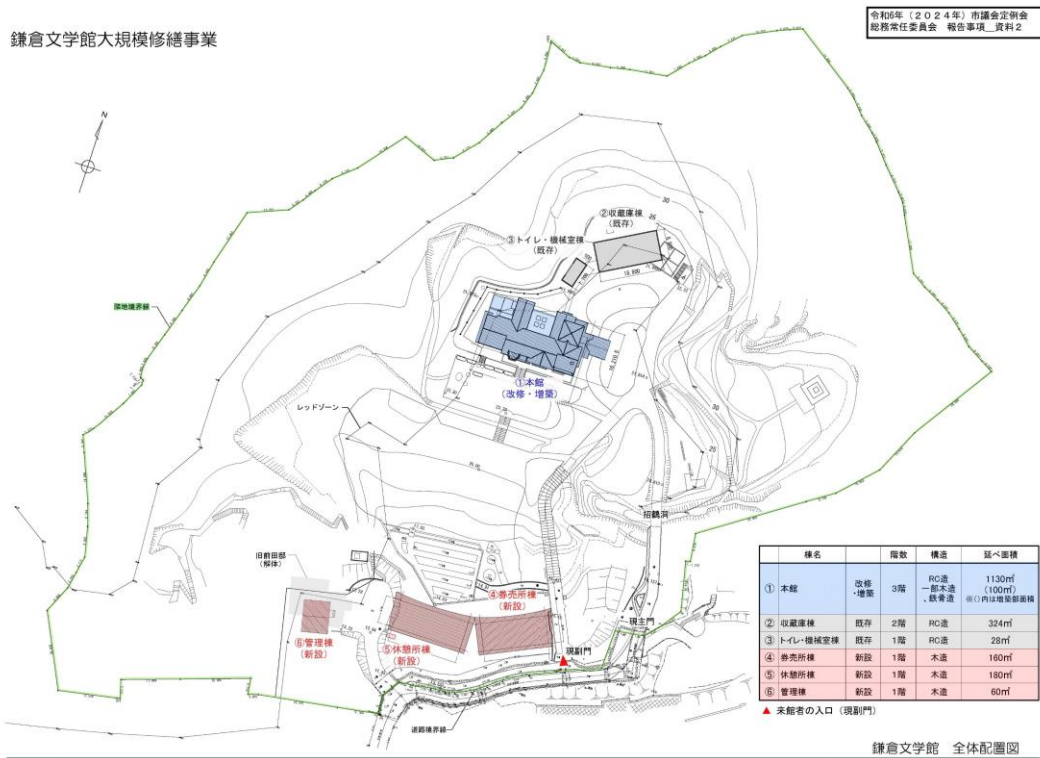 鎌倉文学館大規模修繕事業
令和6年（２０２４年）市議会定例会
総務常任委員会　報告事項＿資料２
N
②収蔵庫棟
（既存）
③トイレ・機械室棟
（既存）
30
25
隣地境界線
①本館
（改修・増築）
レッドゾーン
30
25
招鶴洞
旧前田邸
（解体）
④券売所棟
（新設）
現主門
⑥管理棟
（新設）
⑤休憩所棟
（新設）
現副門
道路境界線
棟名 階数 構造 延べ面積
① 本館 改修・増築 3階 RC造一部木造、鉄骨造 1130㎡（100㎡）※()内は増築部面積
② 収蔵庫棟 既存 2階 RC造 324㎡
③ トイレ・機械室棟 既存 1階 RC造 28㎡
④ 券売所棟 新設 1階 木造 160㎡
⑤ 休憩所棟 新設 1階 木造 180㎡
⑥ 管理棟 新設 1階 木造 60㎡
▲ 来館者の入口（現副門）
鎌倉文学館　全体配置図